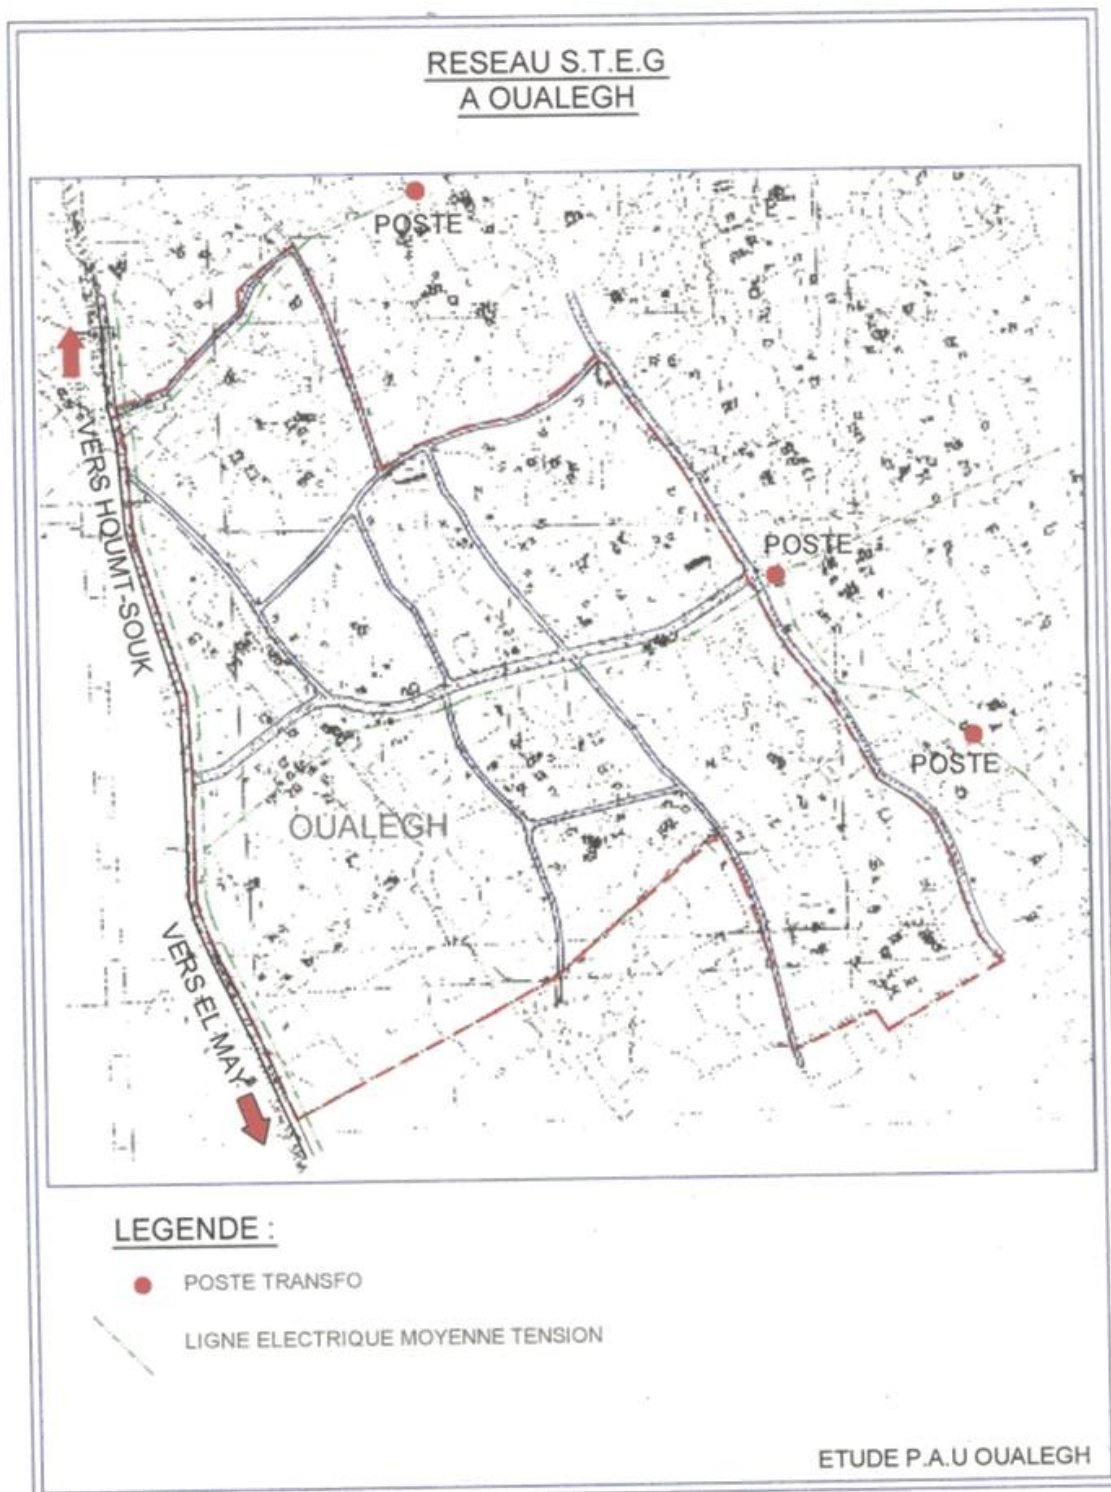 RESEAU S.T.E.G
A OUALEGH
POSTE
VERS HOUMT-SOUK
POSTE
POSTE
OUALEGH
VERS EL MAY
LEGENDE :
POSTE TRANSFO
LIGNE ELECTRIQUE MOYENNE TENSION
ETUDE P.A.U OUALEGH